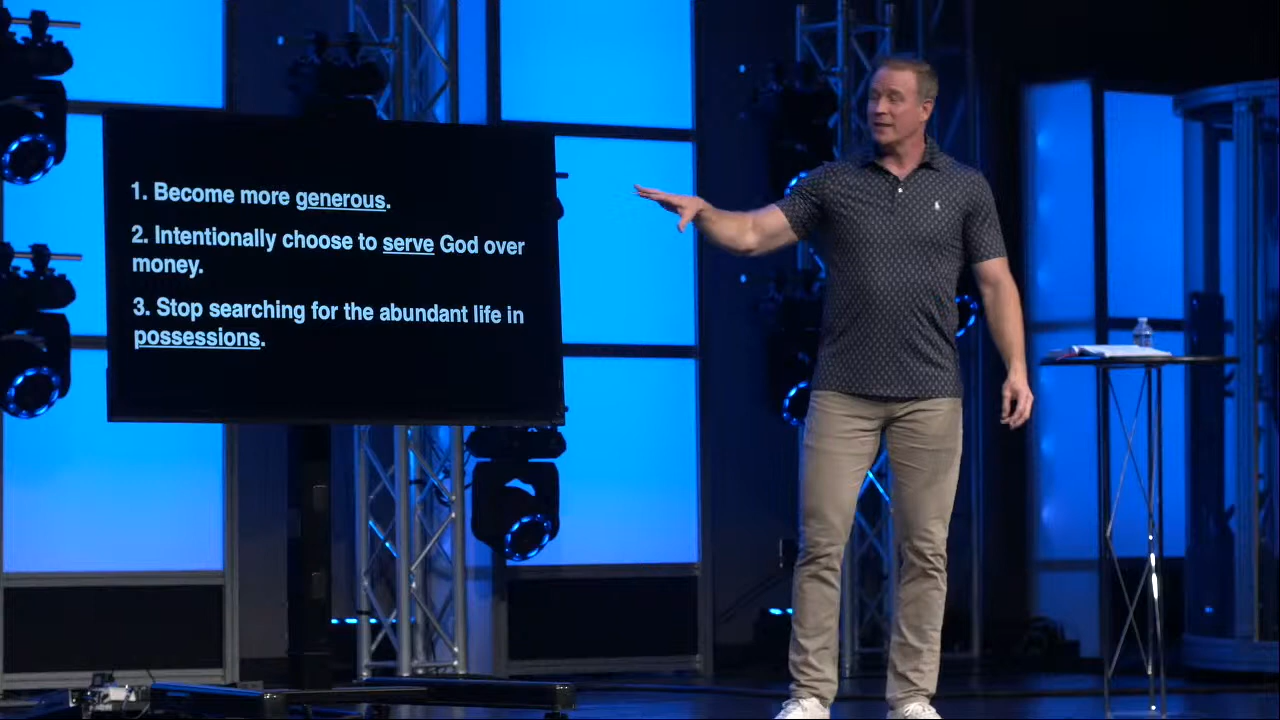 1. Become more generous.
2. Intentionally choose to serve God over
money.
3. Stop searching for the abundant life in
possessions.